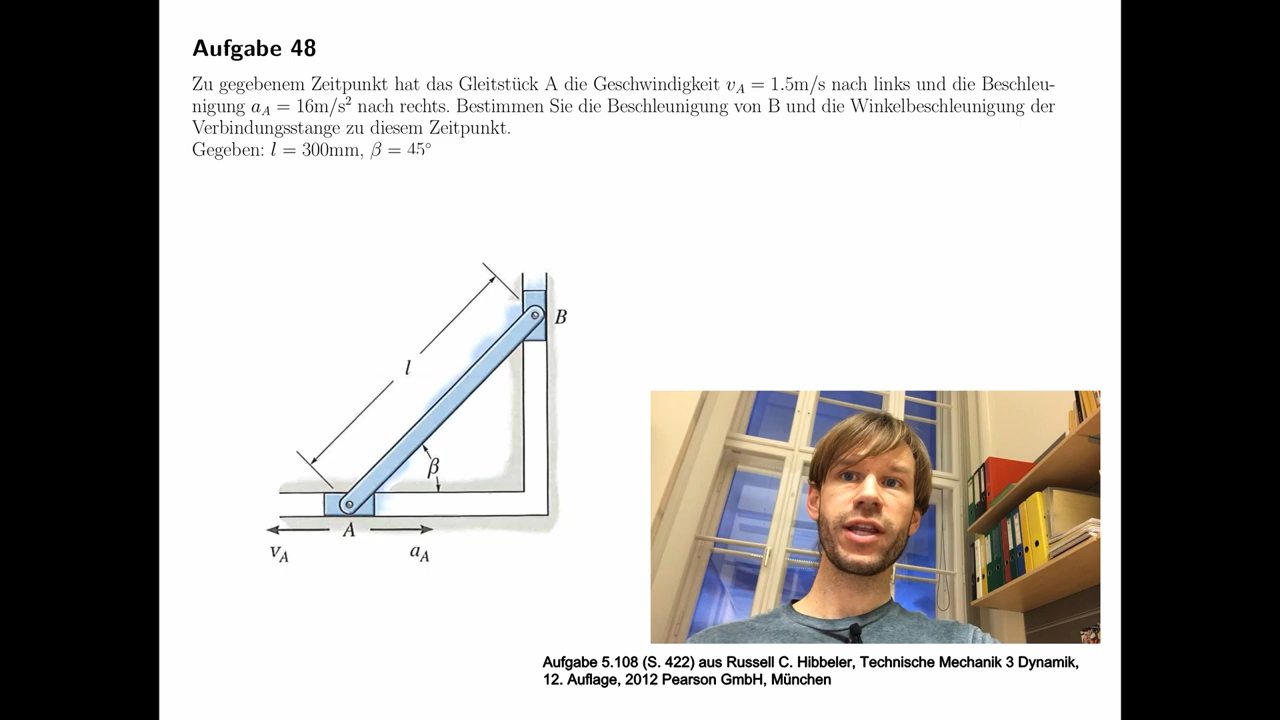 Aufgabe 48
Zu gegebenem Zeitpunkt hat das Gleitstück A die Geschwindigkeit v_A = 1.5m/s nach links und die Beschleu-
nigung a_A = 16m/s² nach rechts. Bestimmen Sie die Beschleunigung von B und die Winkelbeschleunigung der
Verbindungsstange zu diesem Zeitpunkt.
Gegeben: l = 300mm, β = 45°
B
l
β
A
v_A
a_A
Aufgabe 5.108 (S. 422) aus Russell C. Hibbeler, Technische Mechanik 3 Dynamik,
12. Auflage, 2012 Pearson GmbH, München